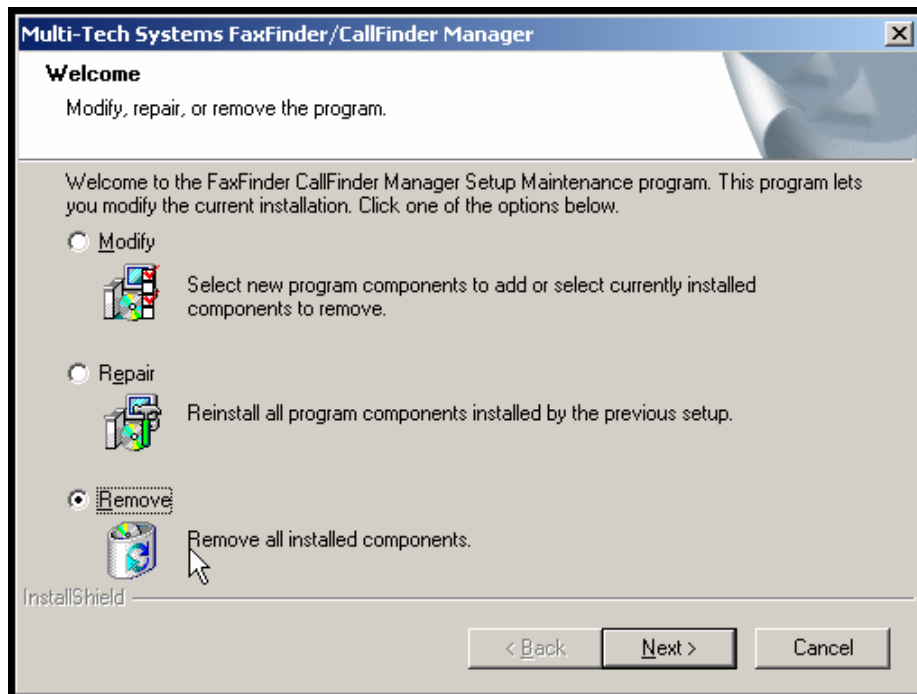 Multi-Tech Systems FaxFinder/CallFinder Manager
Welcome
Modify, repair, or remove the program.
Welcome to the FaxFinder CallFinder Manager Setup Maintenance program. This program lets
you modify the current installation. Click one of the options below.
Modify
Select new program components to add or select currently installed
components to remove.
Repair
Reinstall all program components installed by the previous setup.
Remove
Remove all installed components.
InstallShield
< Back
Next >
Cancel